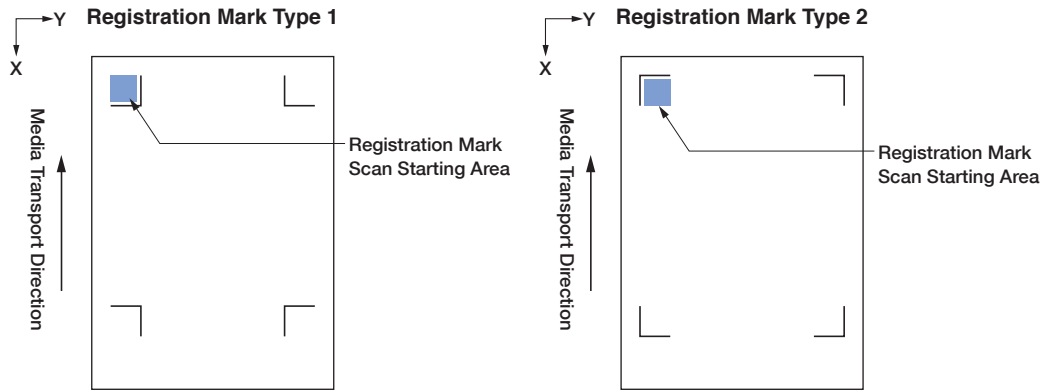 Y
Registration Mark Type 1
X
Media Transport Direction
Registration Mark
Scan Starting Area
Y
Registration Mark Type 2
X
Media Transport Direction
Registration Mark
Scan Starting Area